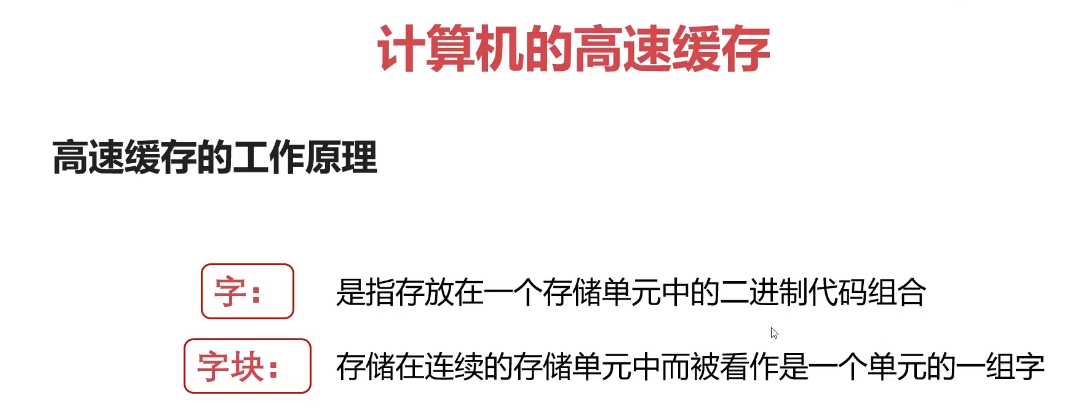 计算机的高速缓存
高速缓存的工作原理
字： 是指存放在一个存储单元中的二进制代码组合
字块： 存储在连续的存储单元中而被看作是一个单元的一组字